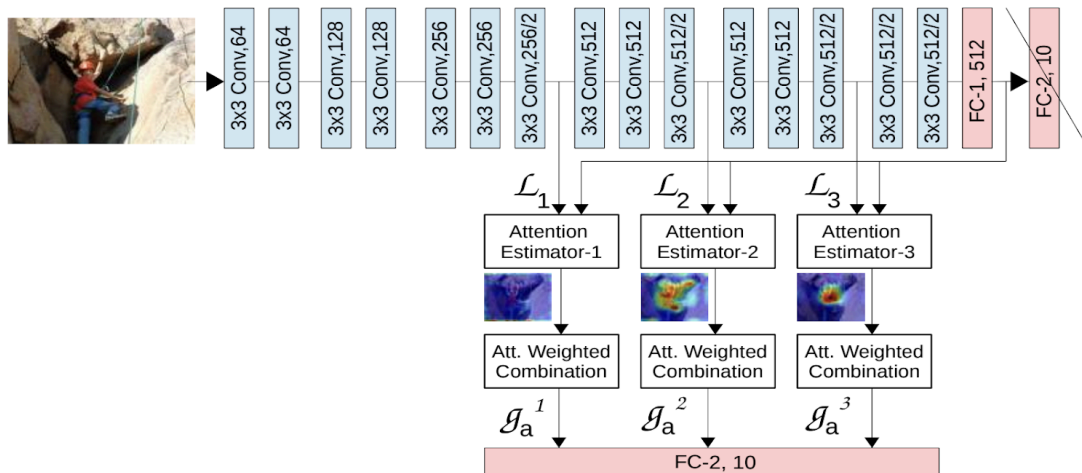 3x3 Conv,64
3x3 Conv,64
3x3 Conv,128
3x3 Conv,128
3x3 Conv,256
3x3 Conv,256
3x3 Conv,256/2
3x3 Conv,512
3x3 Conv,512
3x3 Conv,512/2
3x3 Conv,512
3x3 Conv,512
3x3 Conv,512/2
3x3 Conv,512/2
3x3 Conv,512/2
FC-1, 512
FC-2, 10
ℒ1
ℒ2
ℒ3
Attention
Estimator-1
Attention
Estimator-2
Attention
Estimator-3
Att. Weighted
Combination
Att. Weighted
Combination
Att. Weighted
Combination
ga1
ga2
ga3
FC-2, 10